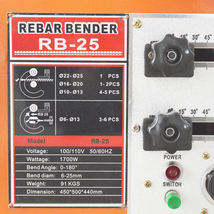 REBAR BENDER
RB-25
Ø22-Ø25 1 PCS
Ø16-Ø20 1-2PCS
Ø10-Ø13 4-5 PCS
Ø6-Ø13 3-6 PCS
Model RB-25
Voltage: 100/110V 50/60HZ
Wattage: 1700W
Bend Angle: 0-180°
Bend diam: 6-25mm
Weight: 91 KGS
Dimension: 450*500*440mm
POWER
SWITCH